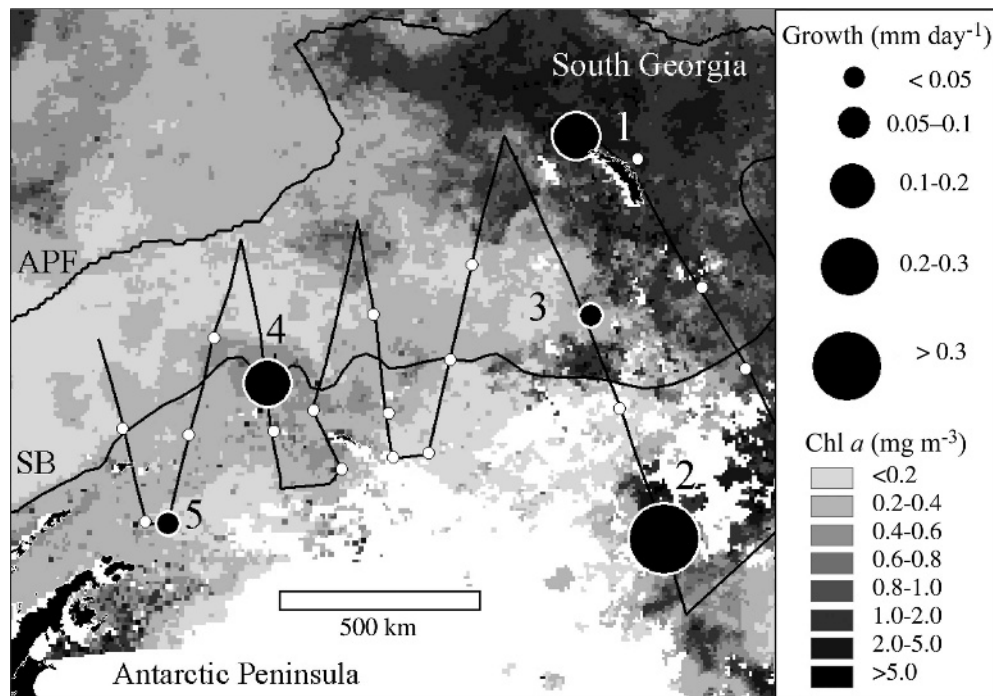 South Georgia
1
APF
3
4
SB
2
5
500 km
Antarctic Peninsula
Growth (mm day-1)
< 0.05
0.05–0.1
0.1-0.2
0.2-0.3
> 0.3
Chl a (mg m-3)
<0.2
0.2-0.4
0.4-0.6
0.6-0.8
0.8-1.0
1.0-2.0
2.0-5.0
>5.0